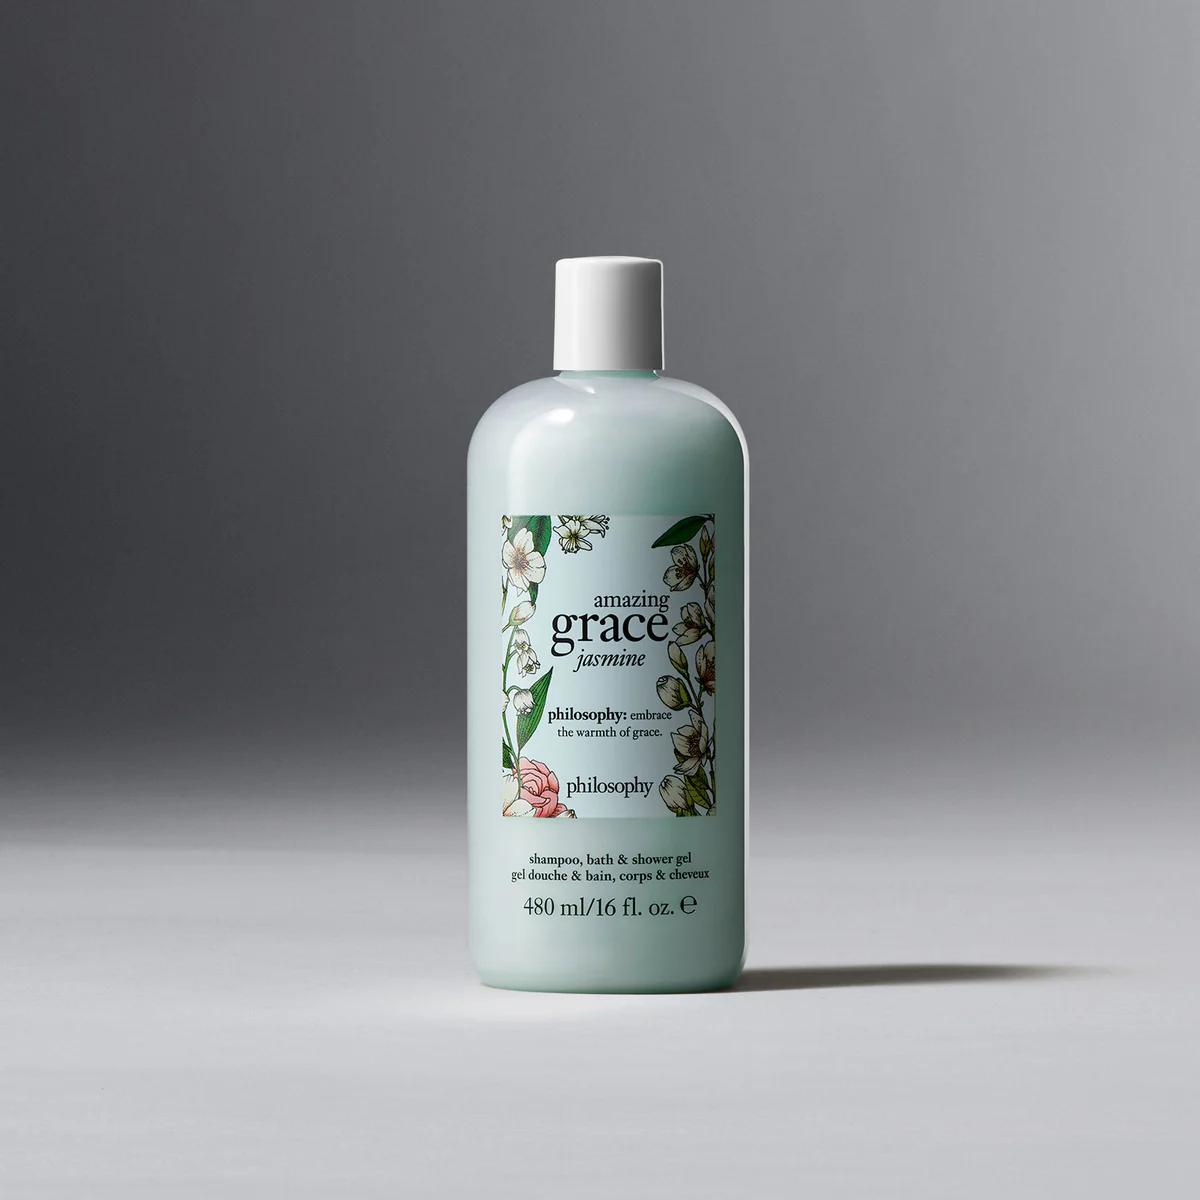 amazing
grace
jasmine
philosophy: embrace
the warmth of grace.
philosophy
shampoo, bath & shower gel
gel douche & bain, corps & cheveux
480 ml/16 fl. oz. ℮